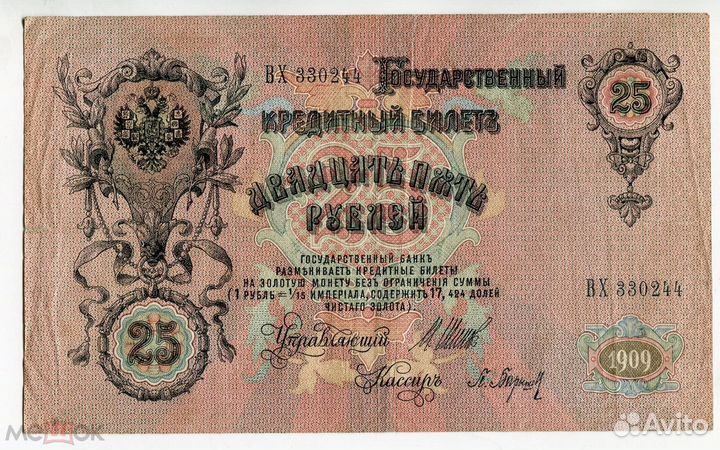 ВХ 330244 Государственный
25
Кредитный Билетъ
Двадцать пять
Рублей
Государственный Банкъ
размѣниваетъ кредитные билеты
на золотую монету безъ ограниченія суммы
(1 рубль = 1/15 имперіала, содержитъ 17, 424 долей
чистаго золота).
ВХ 330244
25
Управляющій
Кассиръ
1909
мешок
Avito